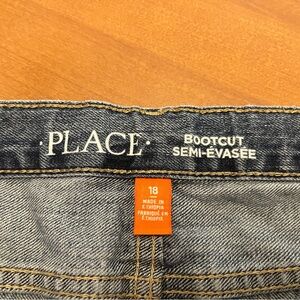 ·PLACE·
BOOTCUT
SEMI-ÉVASÉE
18
MADE IN
ETHIOPIA
FABRIQUÉ EN
ÉTHIOPIE